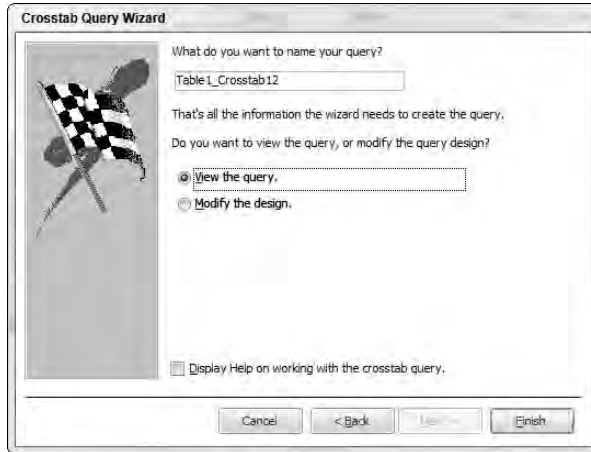 Crosstab Query Wizard
What do you want to name your query?
Table1_Crosstab12
That's all the information the wizard needs to create the query.
Do you want to view the query, or modify the query design?
View the query.
Modify the design.
Display Help on working with the crosstab query.
Cancel
< Back
Finish